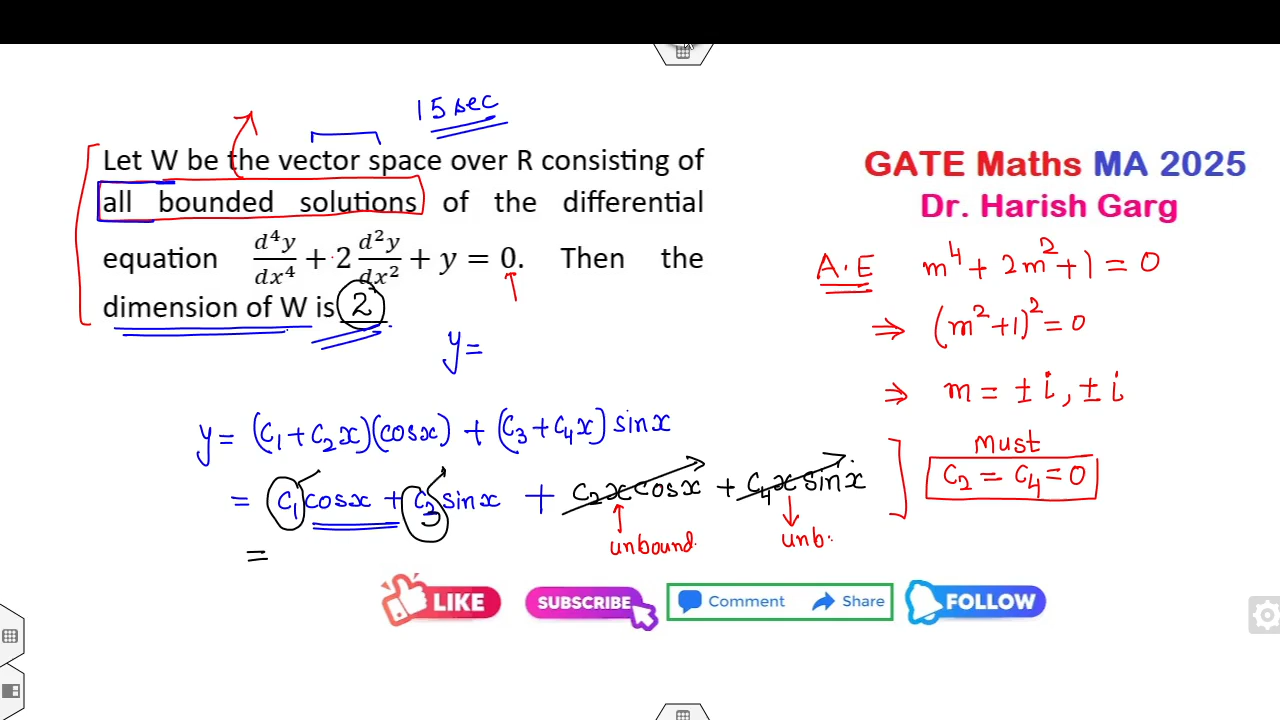 15 sec
Let W be the vector space over R consisting of
all bounded solutions of the differential
equation d⁴y/dx⁴ + 2 d²y/dx² + y = 0. Then the
dimension of W is 2
y =
y = (c₁ + c₂x)(cosx) + (c₃ + c₄x) sinx
= c₁ cosx + c₃ sinx + c₂xcosx + c₄x sinx
unbound. unb.
=
GATE Maths MA 2025
Dr. Harish Garg
A.E m⁴ + 2m² + 1 = 0
⇒ (m² + 1)² = 0
⇒ m = ± i, ± i
must
c₂ = c₄ = 0
LIKE SUBSCRIBE Comment Share FOLLOW